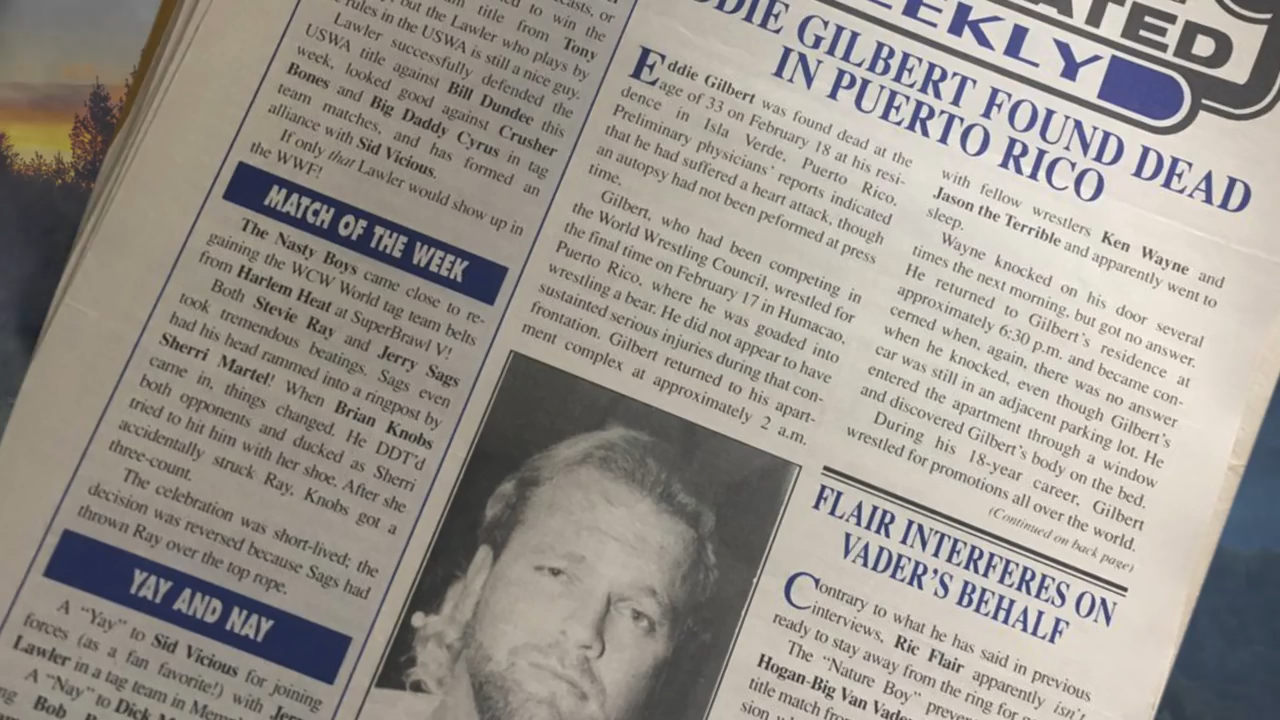 casts, or
to win the
title from Tony
but the Lawler who plays by
rules in the USWA is still a nice guy.
Lawler successfully defended the
USWA title against Bill Dundee this
week, looked good against Crusher
Bones and Big Daddy Cyrus in tag
team matches, and has formed an
alliance with Sid Vicious.
If only that Lawler would show up in
the WWF!
MATCH OF THE WEEK
The Nasty Boys came close to re-
gaining the WCW World tag team belts
from Harlem Heat at SuperBrawl V!
Both Stevie Ray and Jerry Sags
took tremendous beatings. Sags even
had his head rammed into a ringpost by
Sherri Martel! When Brian Knobs
came in, things changed. He DDT'd
both opponents and ducked as Sherri
tried to hit him with her shoe. After she
accidentally struck Ray, Knobs got a
three-count.
The celebration was short-lived; the
decision was reversed because Sags had
thrown Ray over the top rope.
YAY AND NAY
A "Yay" to Sid Vicious for joining
forces (as a fan favorite!) with Jerry
Lawler in a tag team in Memp
A "Nay" to Dick M
Bob
ATED
EEKLY
DIE GILBERT FOUND DEAD
IN PUERTO RICO
Eddie Gilbert was found dead at the
age of 33 on February 18 at his resi-
dence in Isla Verde, Puerto Rico.
Preliminary physicians' reports indicated
that he had suffered a heart attack, though
an autopsy had not been peformed at press
time.
Gilbert, who had been competing in
the World Wrestling Council, wrestled for
the final time on February 17 in Humacao,
Puerto Rico, where he was goaded into
wrestling a bear. He did not appear to have
sustainted serious injuries during that con-
frontation. Gilbert returned to his apart-
ment complex at approximately 2 a.m.
with fellow wrestlers Ken Wayne and
Jason the Terrible and apparently went to
sleep.
Wayne knocked on his door several
times the next morning, but got no answer.
He returned to Gilbert's residence at
approximately 6:30 p.m. and became con-
cerned when, again, there was no answer
when he knocked, even though Gilbert's
car was still in an adjacent parking lot. He
entered the apartment through a window
and discovered Gilbert's body on the bed.
During his 18-year career, Gilbert
wrestled for promotions all over the world.
(Continued on back page)
FLAIR INTERFERES ON
VADER'S BEHALF
Contrary to what he has said in previous
interviews, Ric Flair apparently isn't
ready to stay away from the ring for g
The "Nature Boy" preve
Hogan-Big Van Vade
title match from
sion w